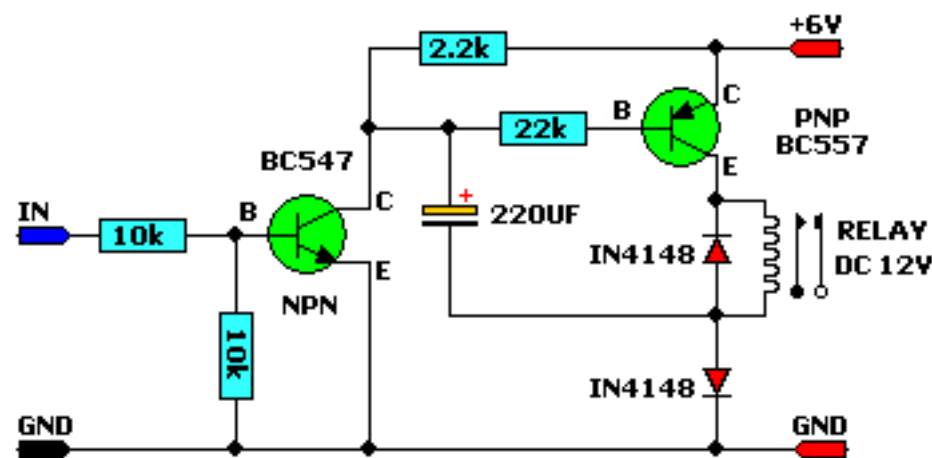 +6V
2.2k
B
C
PNP
BC557
22k
E
BC547
C
+
220UF
IN
B
10k
E
NPN
IN4148
RELAY
DC 12V
10k
IN4148
GND
GND